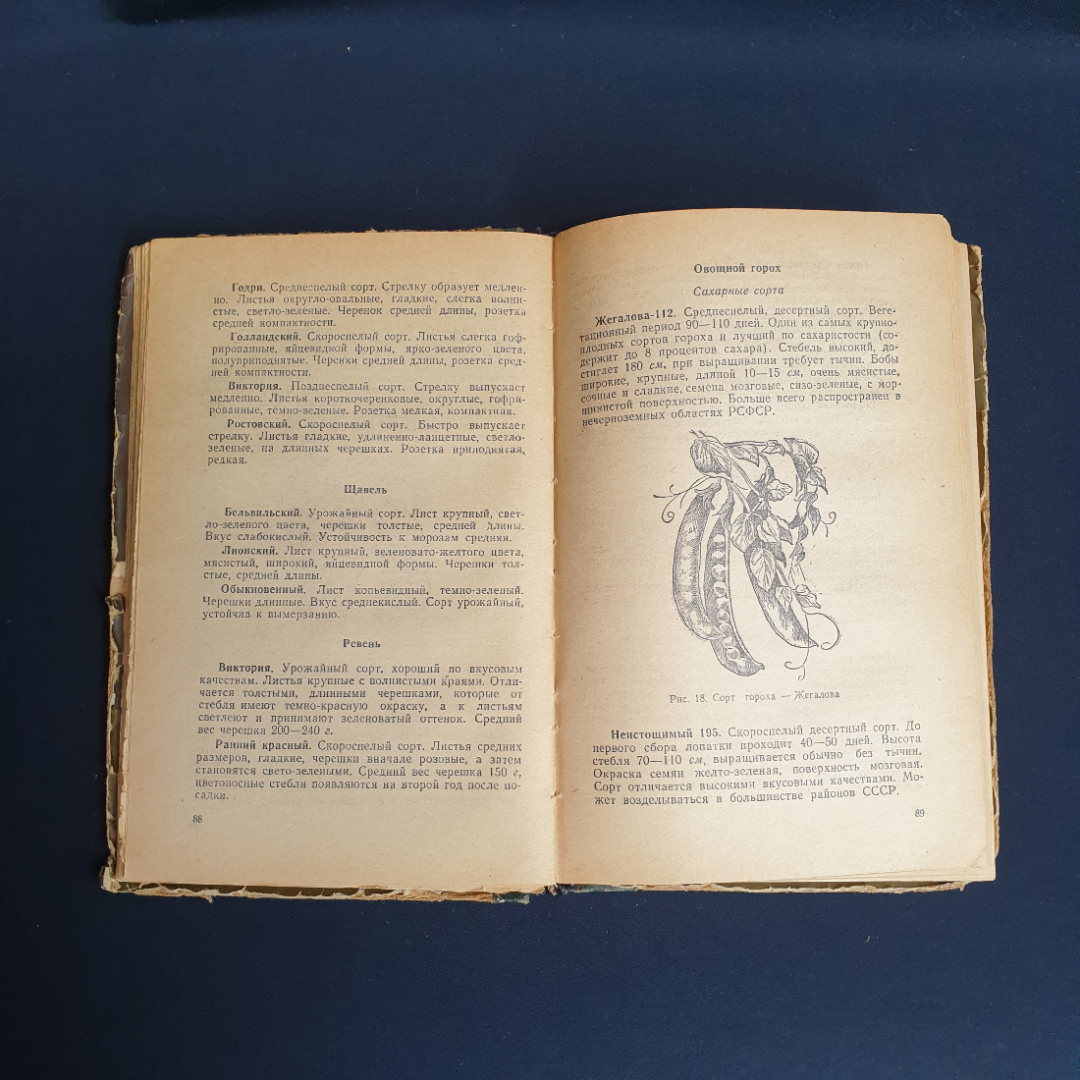 Годри. Среднеспелый сорт. Стрелку образует медлен-
но. Листья округло-овальные, гладкие, слегка волни-
стые, светло-зеленые. Черенок средней длины, розетка
средней компактности.
Голландский. Скороспелый сорт. Листья слегка гоф-
рированные, яйцевидной формы, ярко-зеленого цвета,
полуприподнятые. Черенки средней длины, розетка сред-
ней компактности.
Виктория. Позднеспелый сорт. Стрелку выпускает
медленно. Листья короткочеренковые, округлые, гофри-
рованные, темно-зеленые. Розетка мелкая, компактная.
Ростовский. Скороспелый сорт. Быстро выпускает
стрелку. Листья гладкие, удлиненно-ланцетные, светло-
зеленые, на длинных черешках. Розетка приподнятая,
редкая.
Щавель
Бельвильский. Урожайный сорт. Лист крупный, свет-
ло-зеленого цвета, черешки толстые, средней длины.
Вкус слабокислый. Устойчивость к морозам средняя.
Лионский. Лист крупный, зеленовато-желтого цвета,
мясистый, широкий, яйцевидной формы. Черешки тол-
стые, средней длины.
Обыкновенный. Лист копьевидный, темно-зеленый.
Черешки длинные. Вкус среднекислый. Сорт урожайный,
устойчив к вымерзанию.
Ревень
Виктория. Урожайный сорт, хороший по вкусовым
качествам. Листья крупные с волнистыми краями. Отли-
чается толстыми, длинными черешками, которые от
стебля имеют темно-красную окраску, а к листьям
светлеют и принимают зеленоватый оттенок. Средний
вес черешка 200—240 г.
Ранний красный. Скороспелый сорт. Листья средних
размеров, гладкие, черешки вначале розовые, а затем
становятся свето-зелеными. Средний вес черешка 150 г,
цветоносные стебли появляются на второй год после по-
садки.
88
Овощной горох
Сахарные сорта
Жегалова-112. Среднеспелый, десертный сорт. Веге-
тационный период 90—110 дней. Один из самых крупно-
плодных сортов гороха и лучший по сахаристости (со-
держит до 8 процентов сахара). Стебель высокий, до-
стигает 180 см, при выращивании требует тычин. Бобы
широкие, крупные, длиной 10—15 см, очень мясистые,
сочные и сладкие, семена мозговые, сизо-зеленые, с мор-
щинистой поверхностью. Больше всего распространен в
нечерноземных областях РСФСР.
Рис. 18. Сорт гороха — Жегалова
Неистощимый 195. Скороспелый десертный сорт. До
первого сбора лопатки проходит 40—50 дней. Высота
стебля 70—110 см, выращивается обычно без тычин.
Окраска семян желто-зеленая, поверхность мозговая.
Сорт отличается высокими вкусовыми качествами. Мо-
жет возделываться в большинстве районов СССР.
89